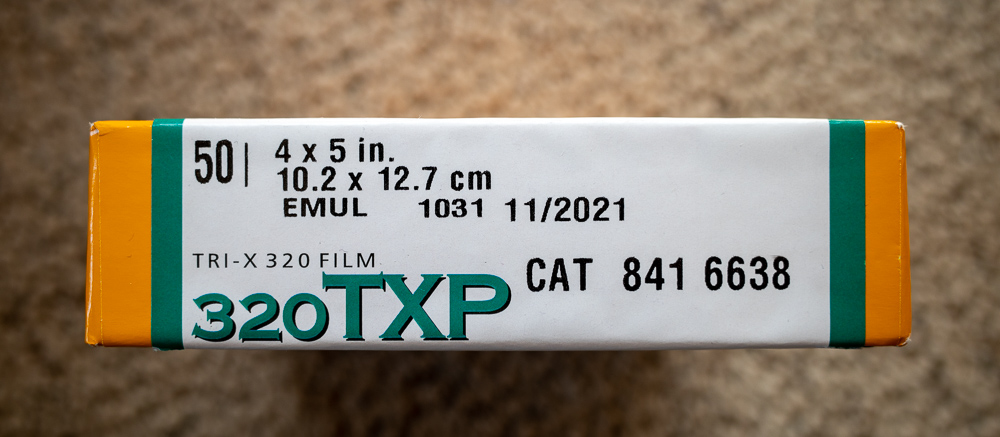 50 | 4 x 5 in.
10.2 x 12.7 cm
EMUL 1031 11/2021
TRI-X 320 FILM
320TXP CAT 841 6638